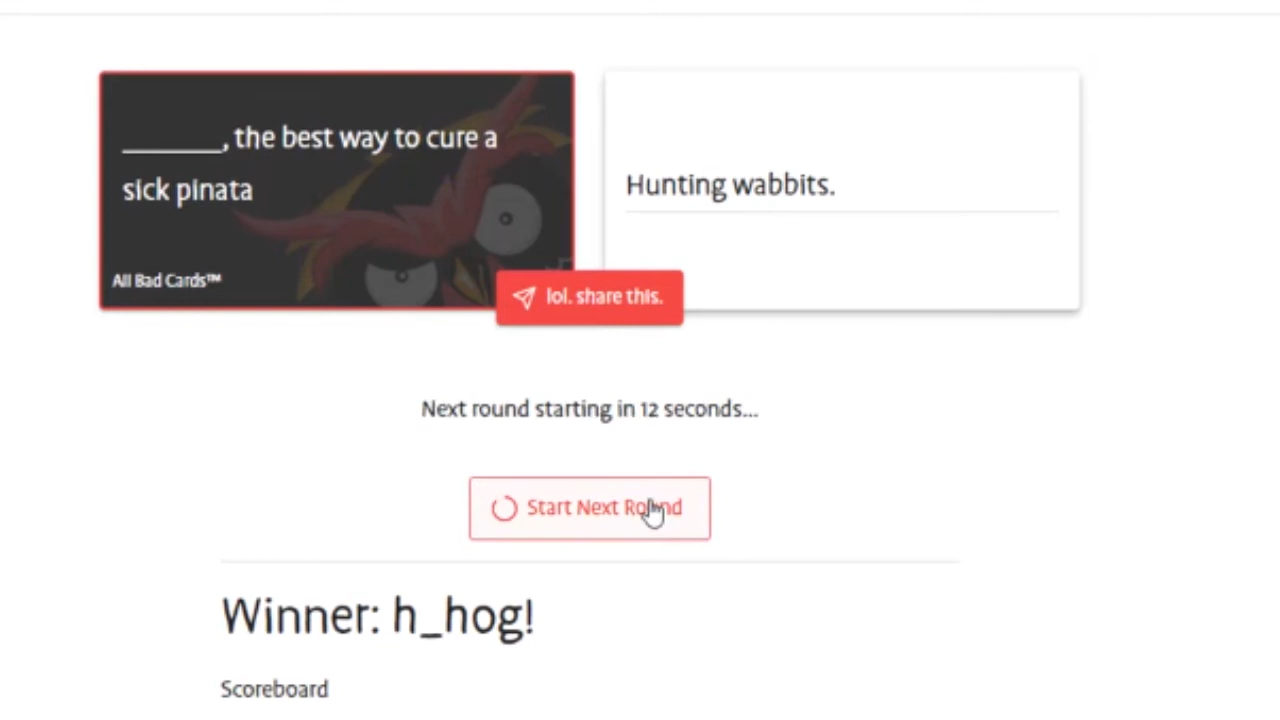 ______, the best way to cure a
sick pinata
All Bad Cards™
Hunting wabbits.
lol. share this.
Next round starting in 12 seconds...
Start Next Round
Winner: h_hog!
Scoreboard